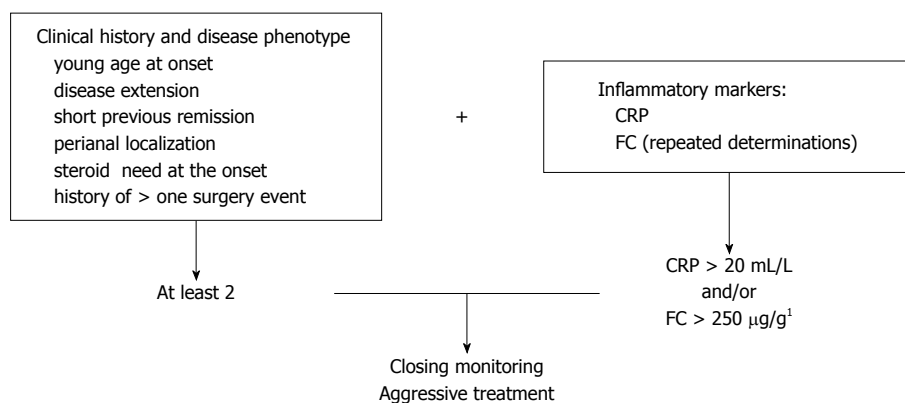 Clinical history and disease phenotype
young age at onset
disease extension
short previous remission
perianal localization
steroid need at the onset
history of > one surgery event
+
Inflammatory markers:
CRP
FC (repeated determinations)
At least 2
CRP > 20 mL/L
and/or
FC > 250 μg/g¹
Closing monitoring
Aggressive treatment